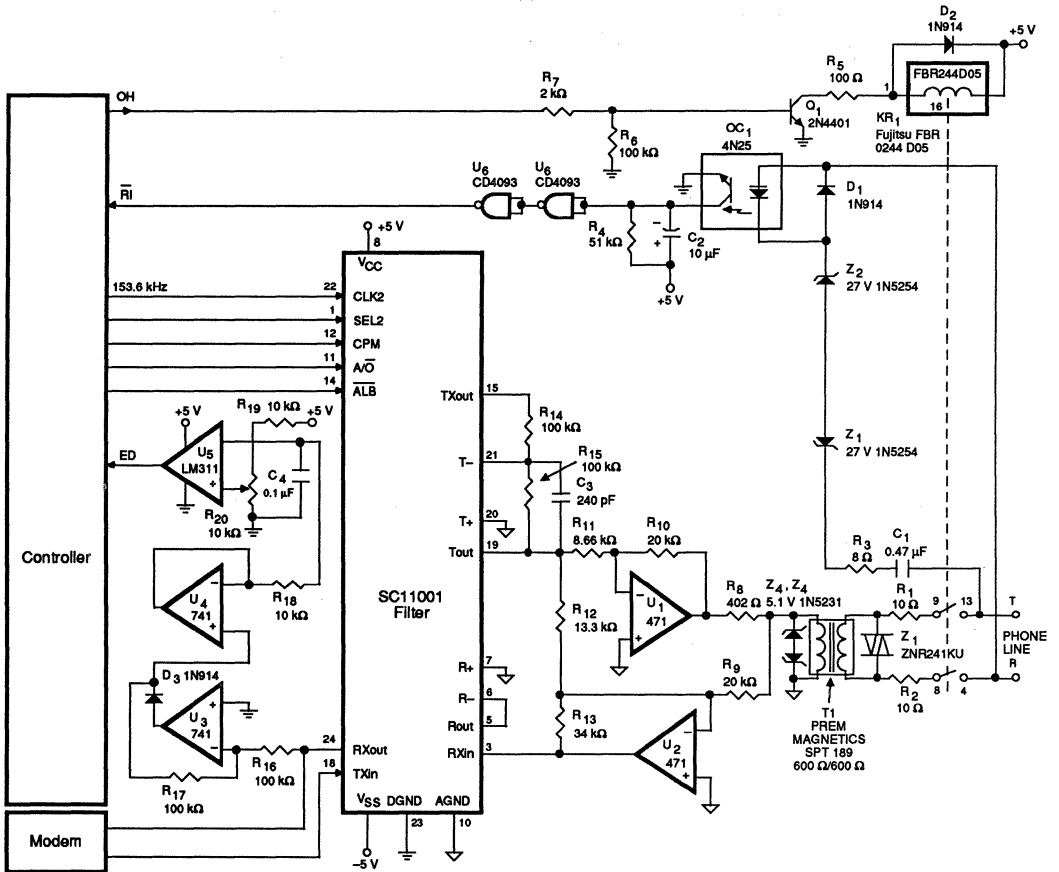 D2
1N914
+5 V
R5
100 Ω
1
FBR244D05
16
OH
R7
2 kΩ
Q1
2N4401
KR1
Fujitsu FBR
0244 D05
R6
100 kΩ
OC1
4N25
RI
U6
CD4093
U6
CD4093
D1
1N914
R4
51 kΩ
−
+
C2
10 µF
+5 V
+5 V
8
VCC
Z2
27 V 1N5254
153.6 kHz
22
CLK2
1
SEL2
12
CPM
11
A/O
14
ALB
TXout
15
R14
100 kΩ
R19
10 kΩ
+5 V
+5 V
ED
U5
LM311
+
C4
0.1 µF
R20
10 kΩ
T−
21
R15
100 kΩ
C3
240 pF
Z1
27 V 1N5254
T+
20
Tout
19
R11
8.66 kΩ
R10
20 kΩ
R3
8 Ω
C1
0.47 µF
Controller
SC11001
Filter
−
U4
741
+
R18
10 kΩ
R12
13.3 kΩ
−
U1
471
+
R8
402 Ω
Z4, Z4
5.1 V 1N5231
R1
10 Ω
9
13
T
Z1
ZNR241KU
PHONE
LINE
R
R2
10 Ω
8
4
D3 1N914
U3
741
+
−
R+
7
R−
6
Rout
5
R9
20 kΩ
T1
PREM
MAGNETICS
SPT 189
600 Ω/600 Ω
R13
34 kΩ
−
U2
471
+
R16
100 kΩ
24
RXout
RXin
3
18
TXin
R17
100 kΩ
VSS
DGND
AGND
23
10
−5 V
Modem